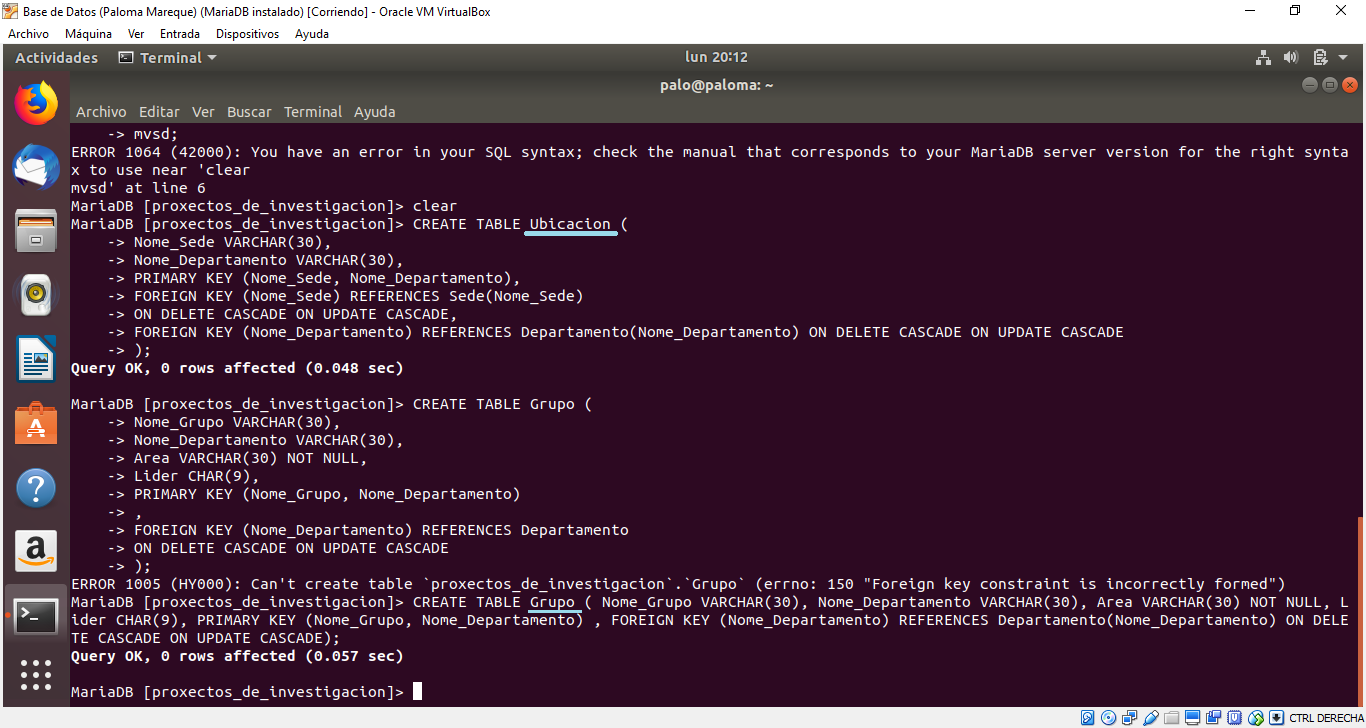 Base de Datos (Paloma Mareque) (MariaDB instalado) [Corriendo] - Oracle VM VirtualBox
Archivo Máquina Ver Entrada Dispositivos Ayuda
Actividades Terminal lun 20:12
palo@paloma: ~
Archivo Editar Ver Buscar Terminal Ayuda
-> mvsd;
ERROR 1064 (42000): You have an error in your SQL syntax; check the manual that corresponds to your MariaDB server version for the right synta
x to use near 'clear
mvsd' at line 6
MariaDB [proxectos_de_investigacion]> clear
MariaDB [proxectos_de_investigacion]> CREATE TABLE Ubicacion (
-> Nome_Sede VARCHAR(30),
-> Nome_Departamento VARCHAR(30),
-> PRIMARY KEY (Nome_Sede, Nome_Departamento),
-> FOREIGN KEY (Nome_Sede) REFERENCES Sede(Nome_Sede)
-> ON DELETE CASCADE ON UPDATE CASCADE,
-> FOREIGN KEY (Nome_Departamento) REFERENCES Departamento(Nome_Departamento) ON DELETE CASCADE ON UPDATE CASCADE
-> );
Query OK, 0 rows affected (0.048 sec)
MariaDB [proxectos_de_investigacion]> CREATE TABLE Grupo (
-> Nome_Grupo VARCHAR(30),
-> Nome_Departamento VARCHAR(30),
-> Area VARCHAR(30) NOT NULL,
-> Lider CHAR(9),
-> PRIMARY KEY (Nome_Grupo, Nome_Departamento)
-> ,
-> FOREIGN KEY (Nome_Departamento) REFERENCES Departamento
-> ON DELETE CASCADE ON UPDATE CASCADE
-> );
ERROR 1005 (HY000): Can't create table `proxectos_de_investigacion`.`Grupo` (errno: 150 "Foreign key constraint is incorrectly formed")
MariaDB [proxectos_de_investigacion]> CREATE TABLE Grupo ( Nome_Grupo VARCHAR(30), Nome_Departamento VARCHAR(30), Area VARCHAR(30) NOT NULL, L
ider CHAR(9), PRIMARY KEY (Nome_Grupo, Nome_Departamento) , FOREIGN KEY (Nome_Departamento) REFERENCES Departamento(Nome_Departamento) ON DELE
TE CASCADE ON UPDATE CASCADE);
Query OK, 0 rows affected (0.057 sec)
MariaDB [proxectos_de_investigacion]>
CTRL DERECHA